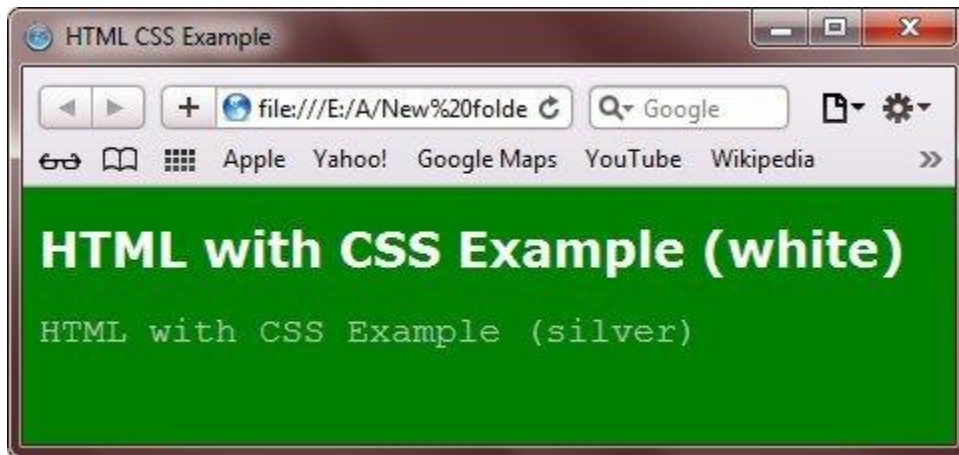 HTML CSS Example
file:///E:/A/New%20folde Google
Apple Yahoo! Google Maps YouTube Wikipedia
HTML with CSS Example (white)
HTML with CSS Example (silver)